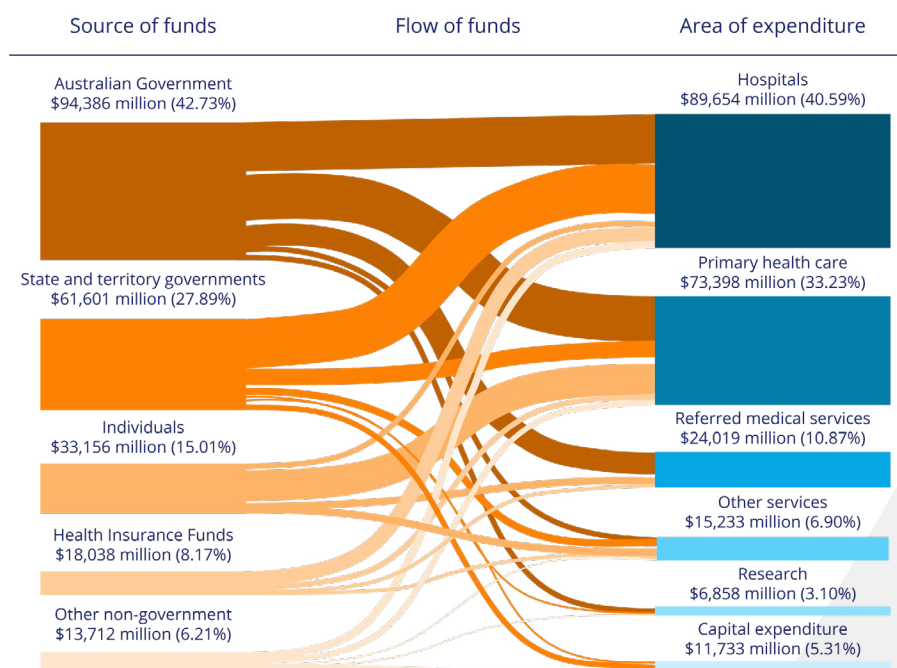 Source of funds
Flow of funds
Area of expenditure
Australian Government
$94,386 million (42.73%)
State and territory governments
$61,601 million (27.89%)
Individuals
$33,156 million (15.01%)
Health Insurance Funds
$18,038 million (8.17%)
Other non-government
$13,712 million (6.21%)
Hospitals
$89,654 million (40.59%)
Primary health care
$73,398 million (33.23%)
Referred medical services
$24,019 million (10.87%)
Other services
$15,233 million (6.90%)
Research
$6,858 million (3.10%)
Capital expenditure
$11,733 million (5.31%)